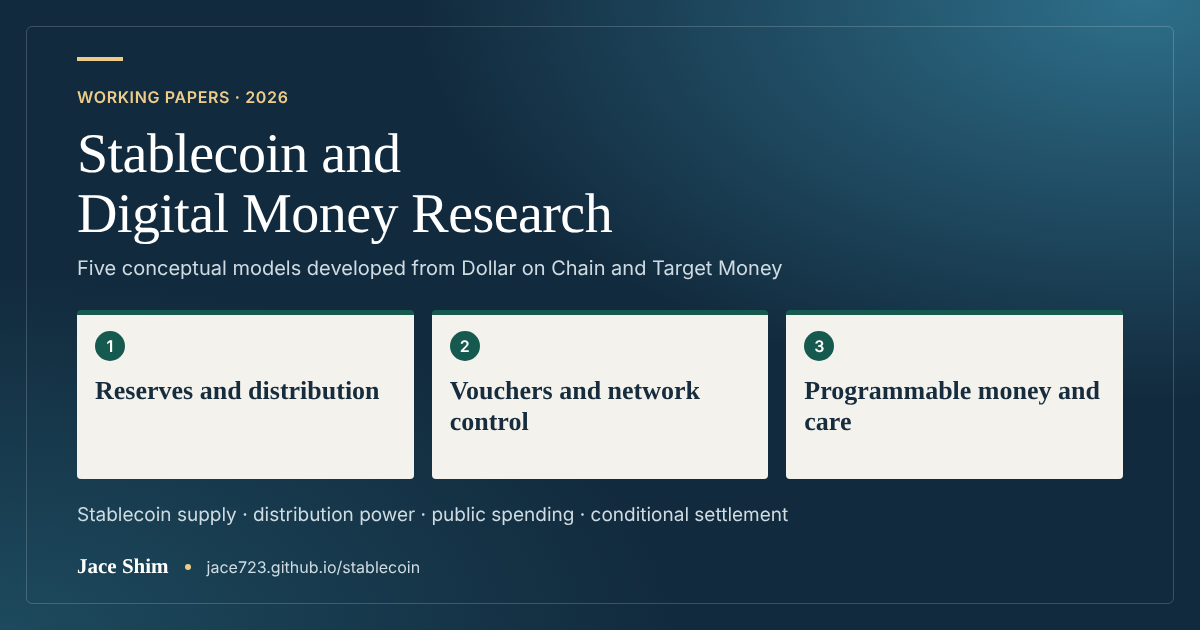 WORKING PAPERS · 2026
Stablecoin and
Digital Money Research
Five conceptual models developed from Dollar on Chain and Target Money
1
Reserves and distribution
2
Vouchers and network
control
3
Programmable money and
care
Stablecoin supply · distribution power · public spending · conditional settlement
Jace Shim • jace723.github.io/stablecoin